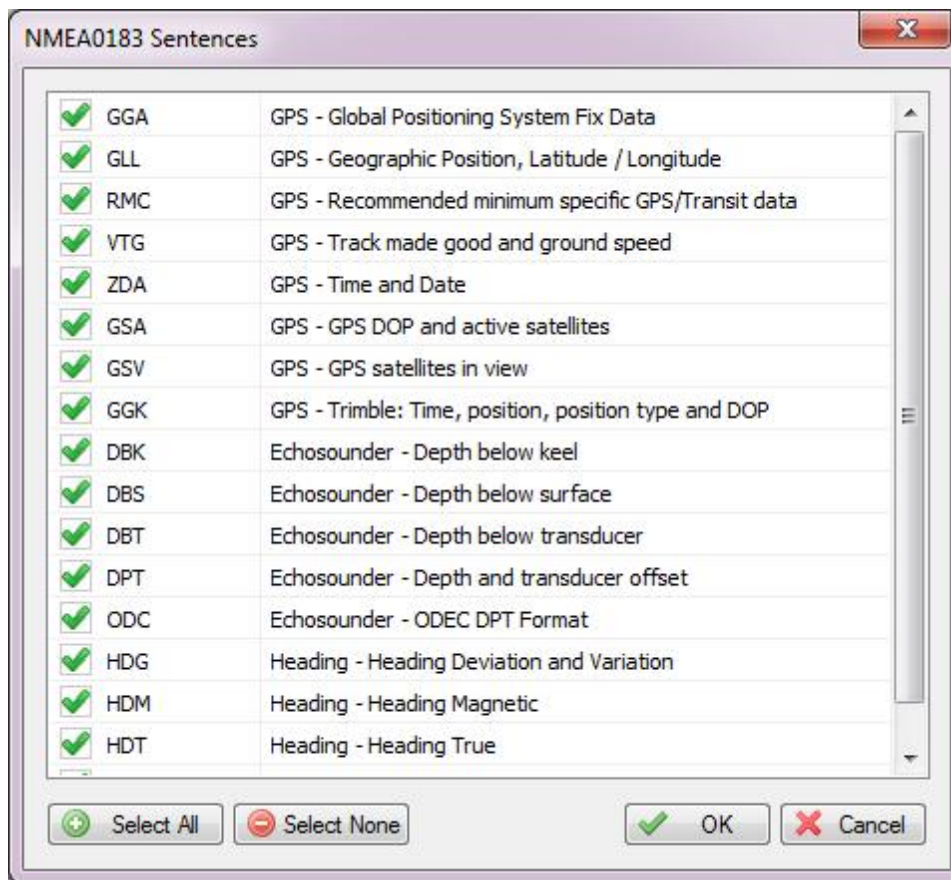 NMEA0183 Sentences
GGA GPS - Global Positioning System Fix Data
GLL GPS - Geographic Position, Latitude / Longitude
RMC GPS - Recommended minimum specific GPS/Transit data
VTG GPS - Track made good and ground speed
ZDA GPS - Time and Date
GSA GPS - GPS DOP and active satellites
GSV GPS - GPS satellites in view
GGK GPS - Trimble: Time, position, position type and DOP
DBK Echosounder - Depth below keel
DBS Echosounder - Depth below surface
DBT Echosounder - Depth below transducer
DPT Echosounder - Depth and transducer offset
ODC Echosounder - ODEC DPT Format
HDG Heading - Heading Deviation and Variation
HDM Heading - Heading Magnetic
HDT Heading - Heading True
Select All Select None OK Cancel